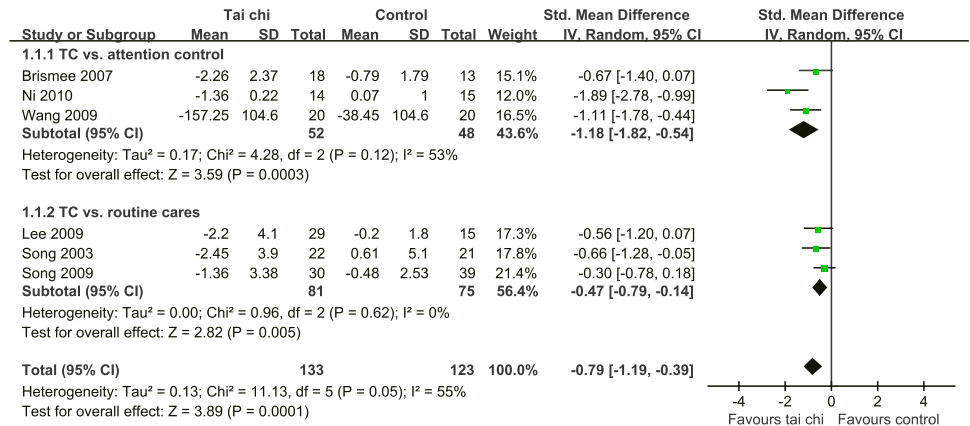 Tai chi Control Std. Mean Difference Std. Mean Difference
Study or Subgroup Mean SD Total Mean SD Total Weight IV, Random, 95% CI IV, Random, 95% CI
1.1.1 TC vs. attention control
Brismee 2007 -2.26 2.37 18 -0.79 1.79 13 15.1% -0.67 [-1.40, 0.07]
Ni 2010 -1.36 0.22 14 0.07 1 15 12.0% -1.89 [-2.78, -0.99]
Wang 2009 -157.25 104.6 20 -38.45 104.6 20 16.5% -1.11 [-1.78, -0.44]
Subtotal (95% CI) 52 48 43.6% -1.18 [-1.82, -0.54]
Heterogeneity: Tau² = 0.17; Chi² = 4.28, df = 2 (P = 0.12); I² = 53%
Test for overall effect: Z = 3.59 (P = 0.0003)
1.1.2 TC vs. routine cares
Lee 2009 -2.2 4.1 29 -0.2 1.8 15 17.3% -0.56 [-1.20, 0.07]
Song 2003 -2.45 3.9 22 0.61 5.1 21 17.8% -0.66 [-1.28, -0.05]
Song 2009 -1.36 3.38 30 -0.48 2.53 39 21.4% -0.30 [-0.78, 0.18]
Subtotal (95% CI) 81 75 56.4% -0.47 [-0.79, -0.14]
Heterogeneity: Tau² = 0.00; Chi² = 0.96, df = 2 (P = 0.62); I² = 0%
Test for overall effect: Z = 2.82 (P = 0.005)
Total (95% CI) 133 123 100.0% -0.79 [-1.19, -0.39]
Heterogeneity: Tau² = 0.13; Chi² = 11.13, df = 5 (P = 0.05); I² = 55%
Test for overall effect: Z = 3.89 (P = 0.0001)
-4 -2 0 2 4
Favours tai chi Favours control